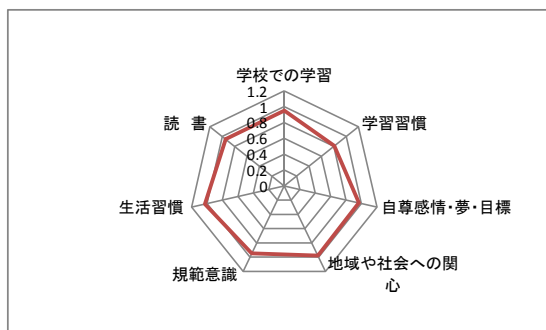 学校での学習
1.2
1
0.8
0.6
0.4
0.2
0
学習習慣
自尊感情・夢・目標
地域や社会への関
心
規範意識
生活習慣
読 書